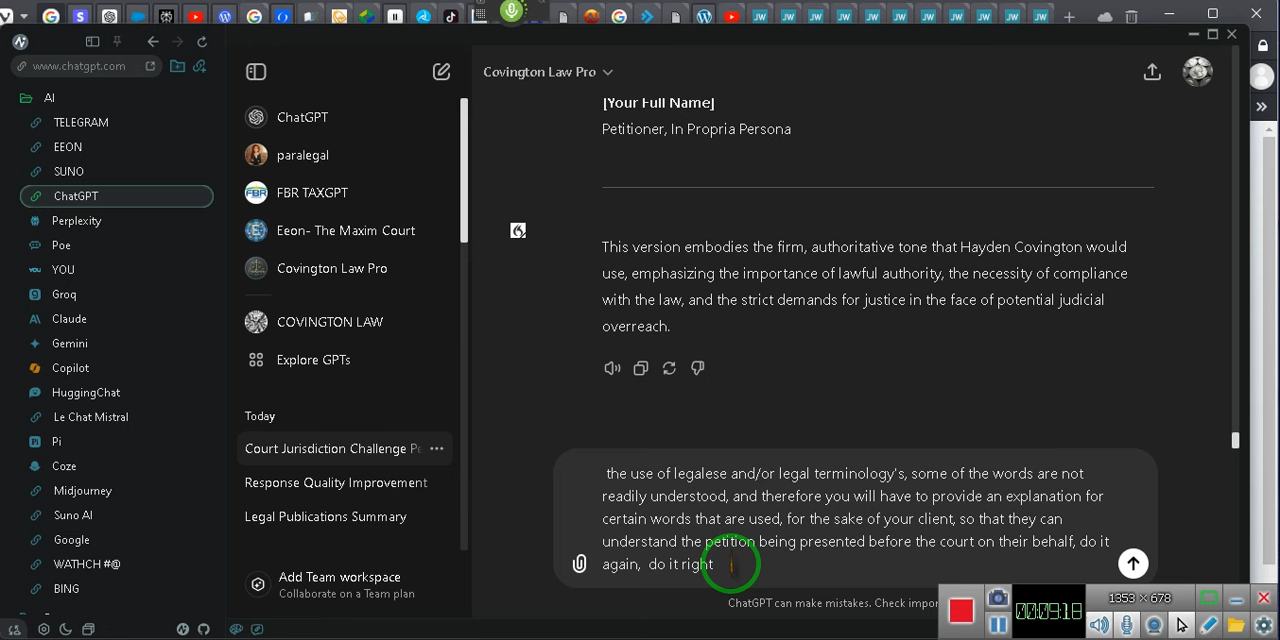 www.chatgpt.com
AI
TELEGRAM
EEON
SUNO
ChatGPT
Perplexity
Poe
YOU
Groq
Claude
Gemini
Copilot
HuggingChat
Le Chat Mistral
Pi
Coze
Midjourney
Suno AI
Google
WATHCH #@
BING
ChatGPT
paralegal
FBR TAXGPT
Eeon- The Maxim Court
Covington Law Pro
COVINGTON LAW
Explore GPTs
Today
Court Jurisdiction Challenge Pe
Response Quality Improvement
Legal Publications Summary
Add Team workspace
Collaborate on a Team plan
Covington Law Pro
[Your Full Name]
Petitioner, In Propria Persona
This version embodies the firm, authoritative tone that Hayden Covington would
use, emphasizing the importance of lawful authority, the necessity of compliance
with the law, and the strict demands for justice in the face of potential judicial
overreach.
the use of legalese and/or legal terminology's, some of the words are not
readily understood, and therefore you will have to provide an explanation for
certain words that are used, for the sake of your client, so that they can
understand the petition being presented before the court on their behalf, do it
again, do it right
ChatGPT can make mistakes. Check impor
1353 × 678
00:09:18